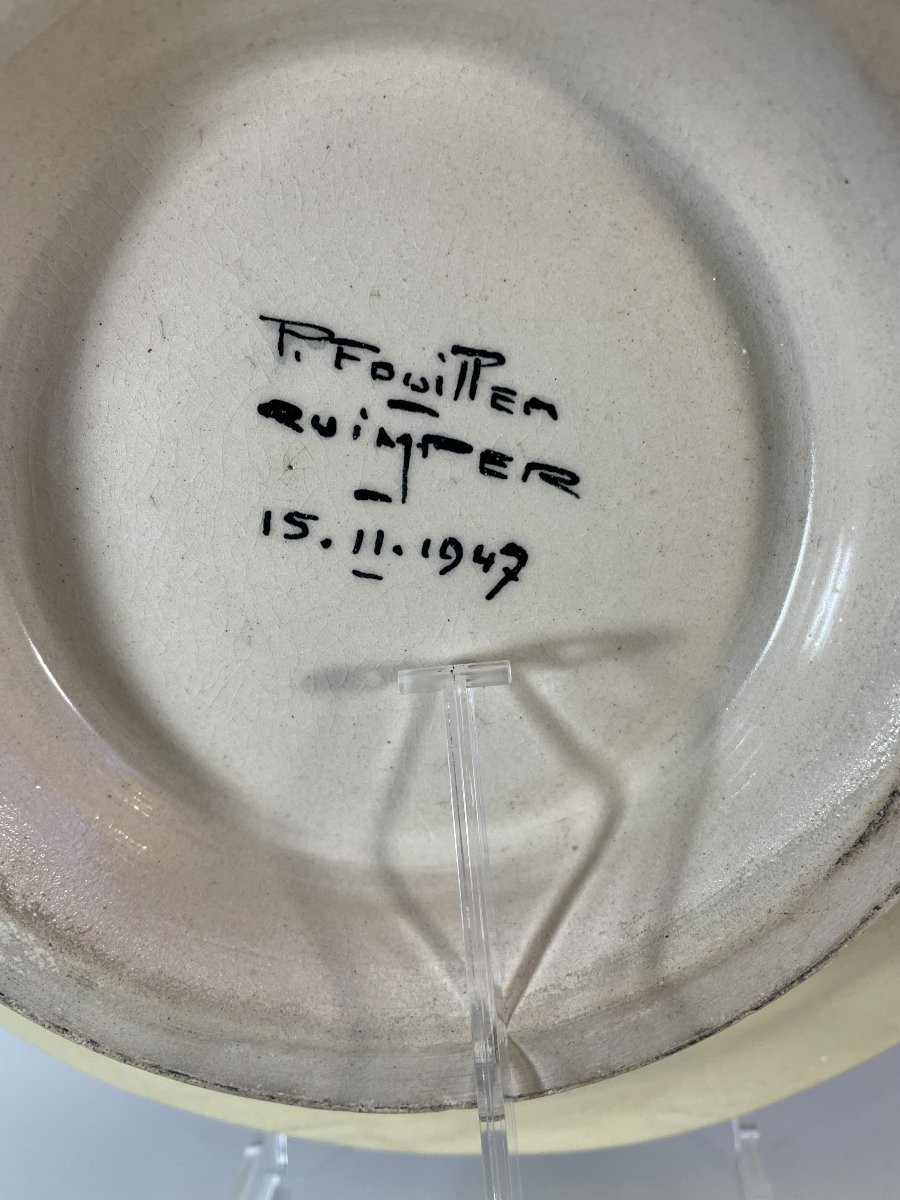 P. FOUILLEN
QUIMPER
15. II. 1947